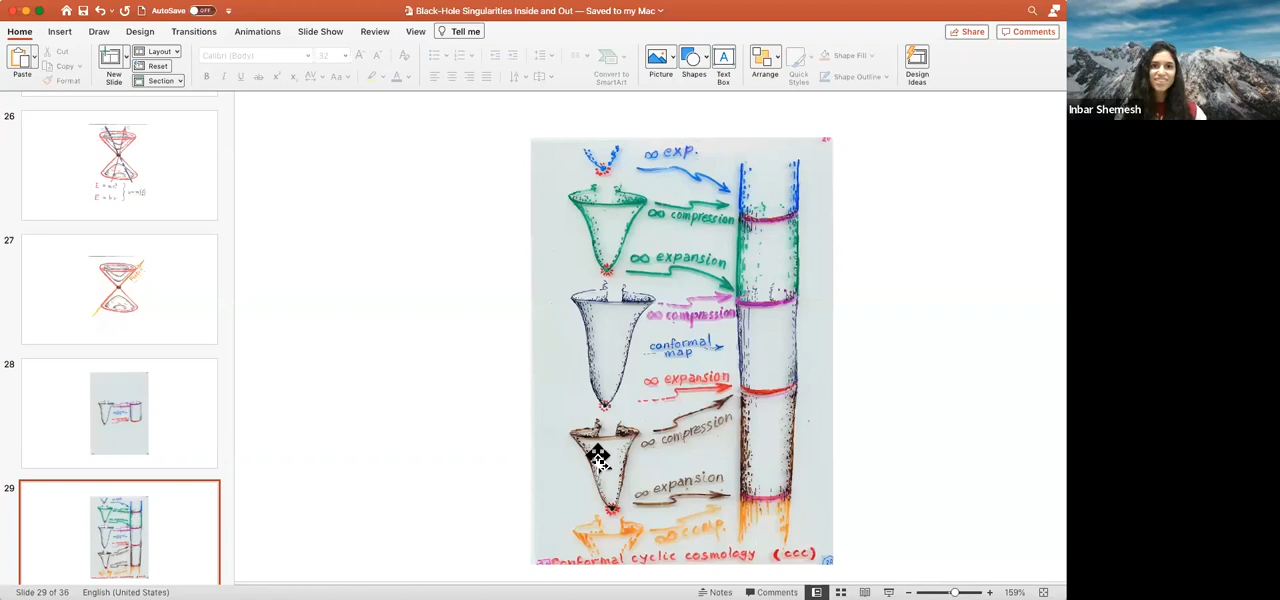 AutoSave OFF
Black-Hole Singularities Inside and Out — Saved to my Mac
Home Insert Draw Design Transitions Animations Slide Show Review View Tell me
Share Comments
Paste
Cut
Copy
Format
New Slide
Layout
Reset
Section
Calibri (Body) 32
Convert to SmartArt
Picture Shapes Text Box
Arrange Quick Styles
Shape Fill
Shape Outline
Design Ideas
Inbar Shemesh
26
27
28
29
∞ exp.
∞ compression
∞ expansion
∞ compression
conformal
map
∞ expansion
∞ compression
∞ expansion
∞ comp.
Conformal cyclic cosmology (CCC)
Slide 29 of 36 English (United States)
Notes Comments 159%